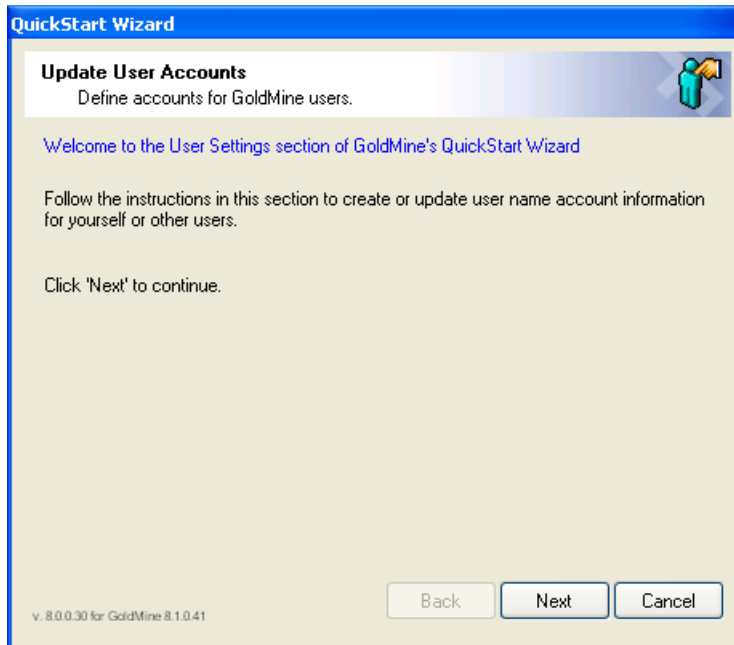 QuickStart Wizard
Update User Accounts
Define accounts for GoldMine users.
Welcome to the User Settings section of GoldMine's QuickStart Wizard
Follow the instructions in this section to create or update user name account information
for yourself or other users.
Click 'Next' to continue.
Back Next Cancel
v. 8.0.0.30 for GoldMine 8.1.0.41